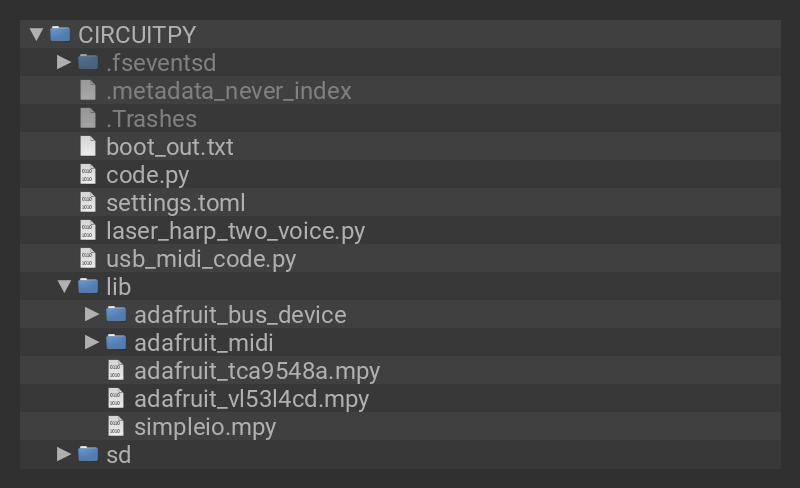 CIRCUITPY
.fseventsd
.metadata_never_index
.Trashes
boot_out.txt
code.py
settings.toml
laser_harp_two_voice.py
usb_midi_code.py
lib
adafruit_bus_device
adafruit_midi
adafruit_tca9548a.mpy
adafruit_vl53l4cd.mpy
simpleio.mpy
sd